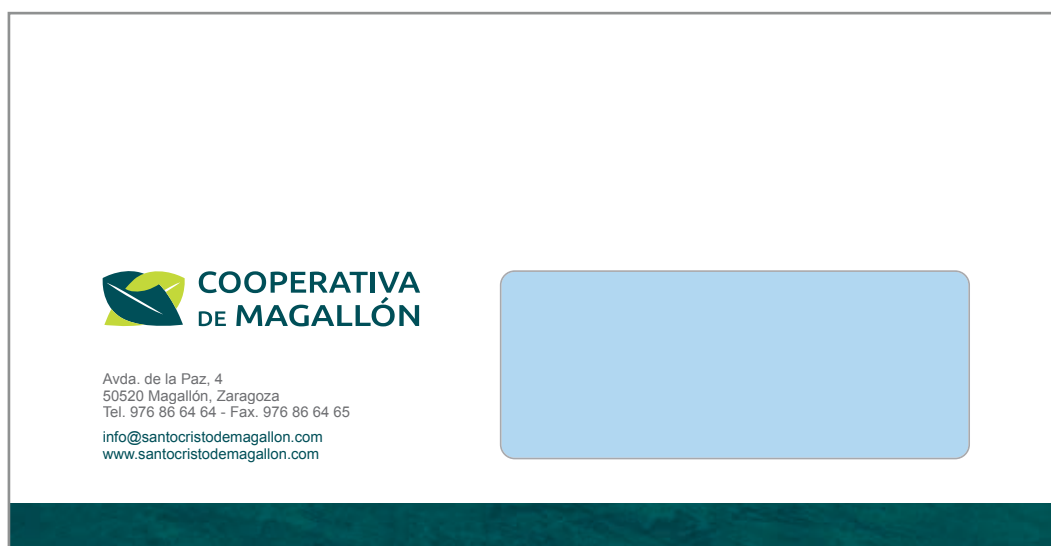 COOPERATIVA
DE MAGALLÓN
Avda. de la Paz, 4
50520 Magallón, Zaragoza
Tel. 976 86 64 64 - Fax. 976 86 64 65
info@santocristodemagallon.com
www.santocristodemagallon.com